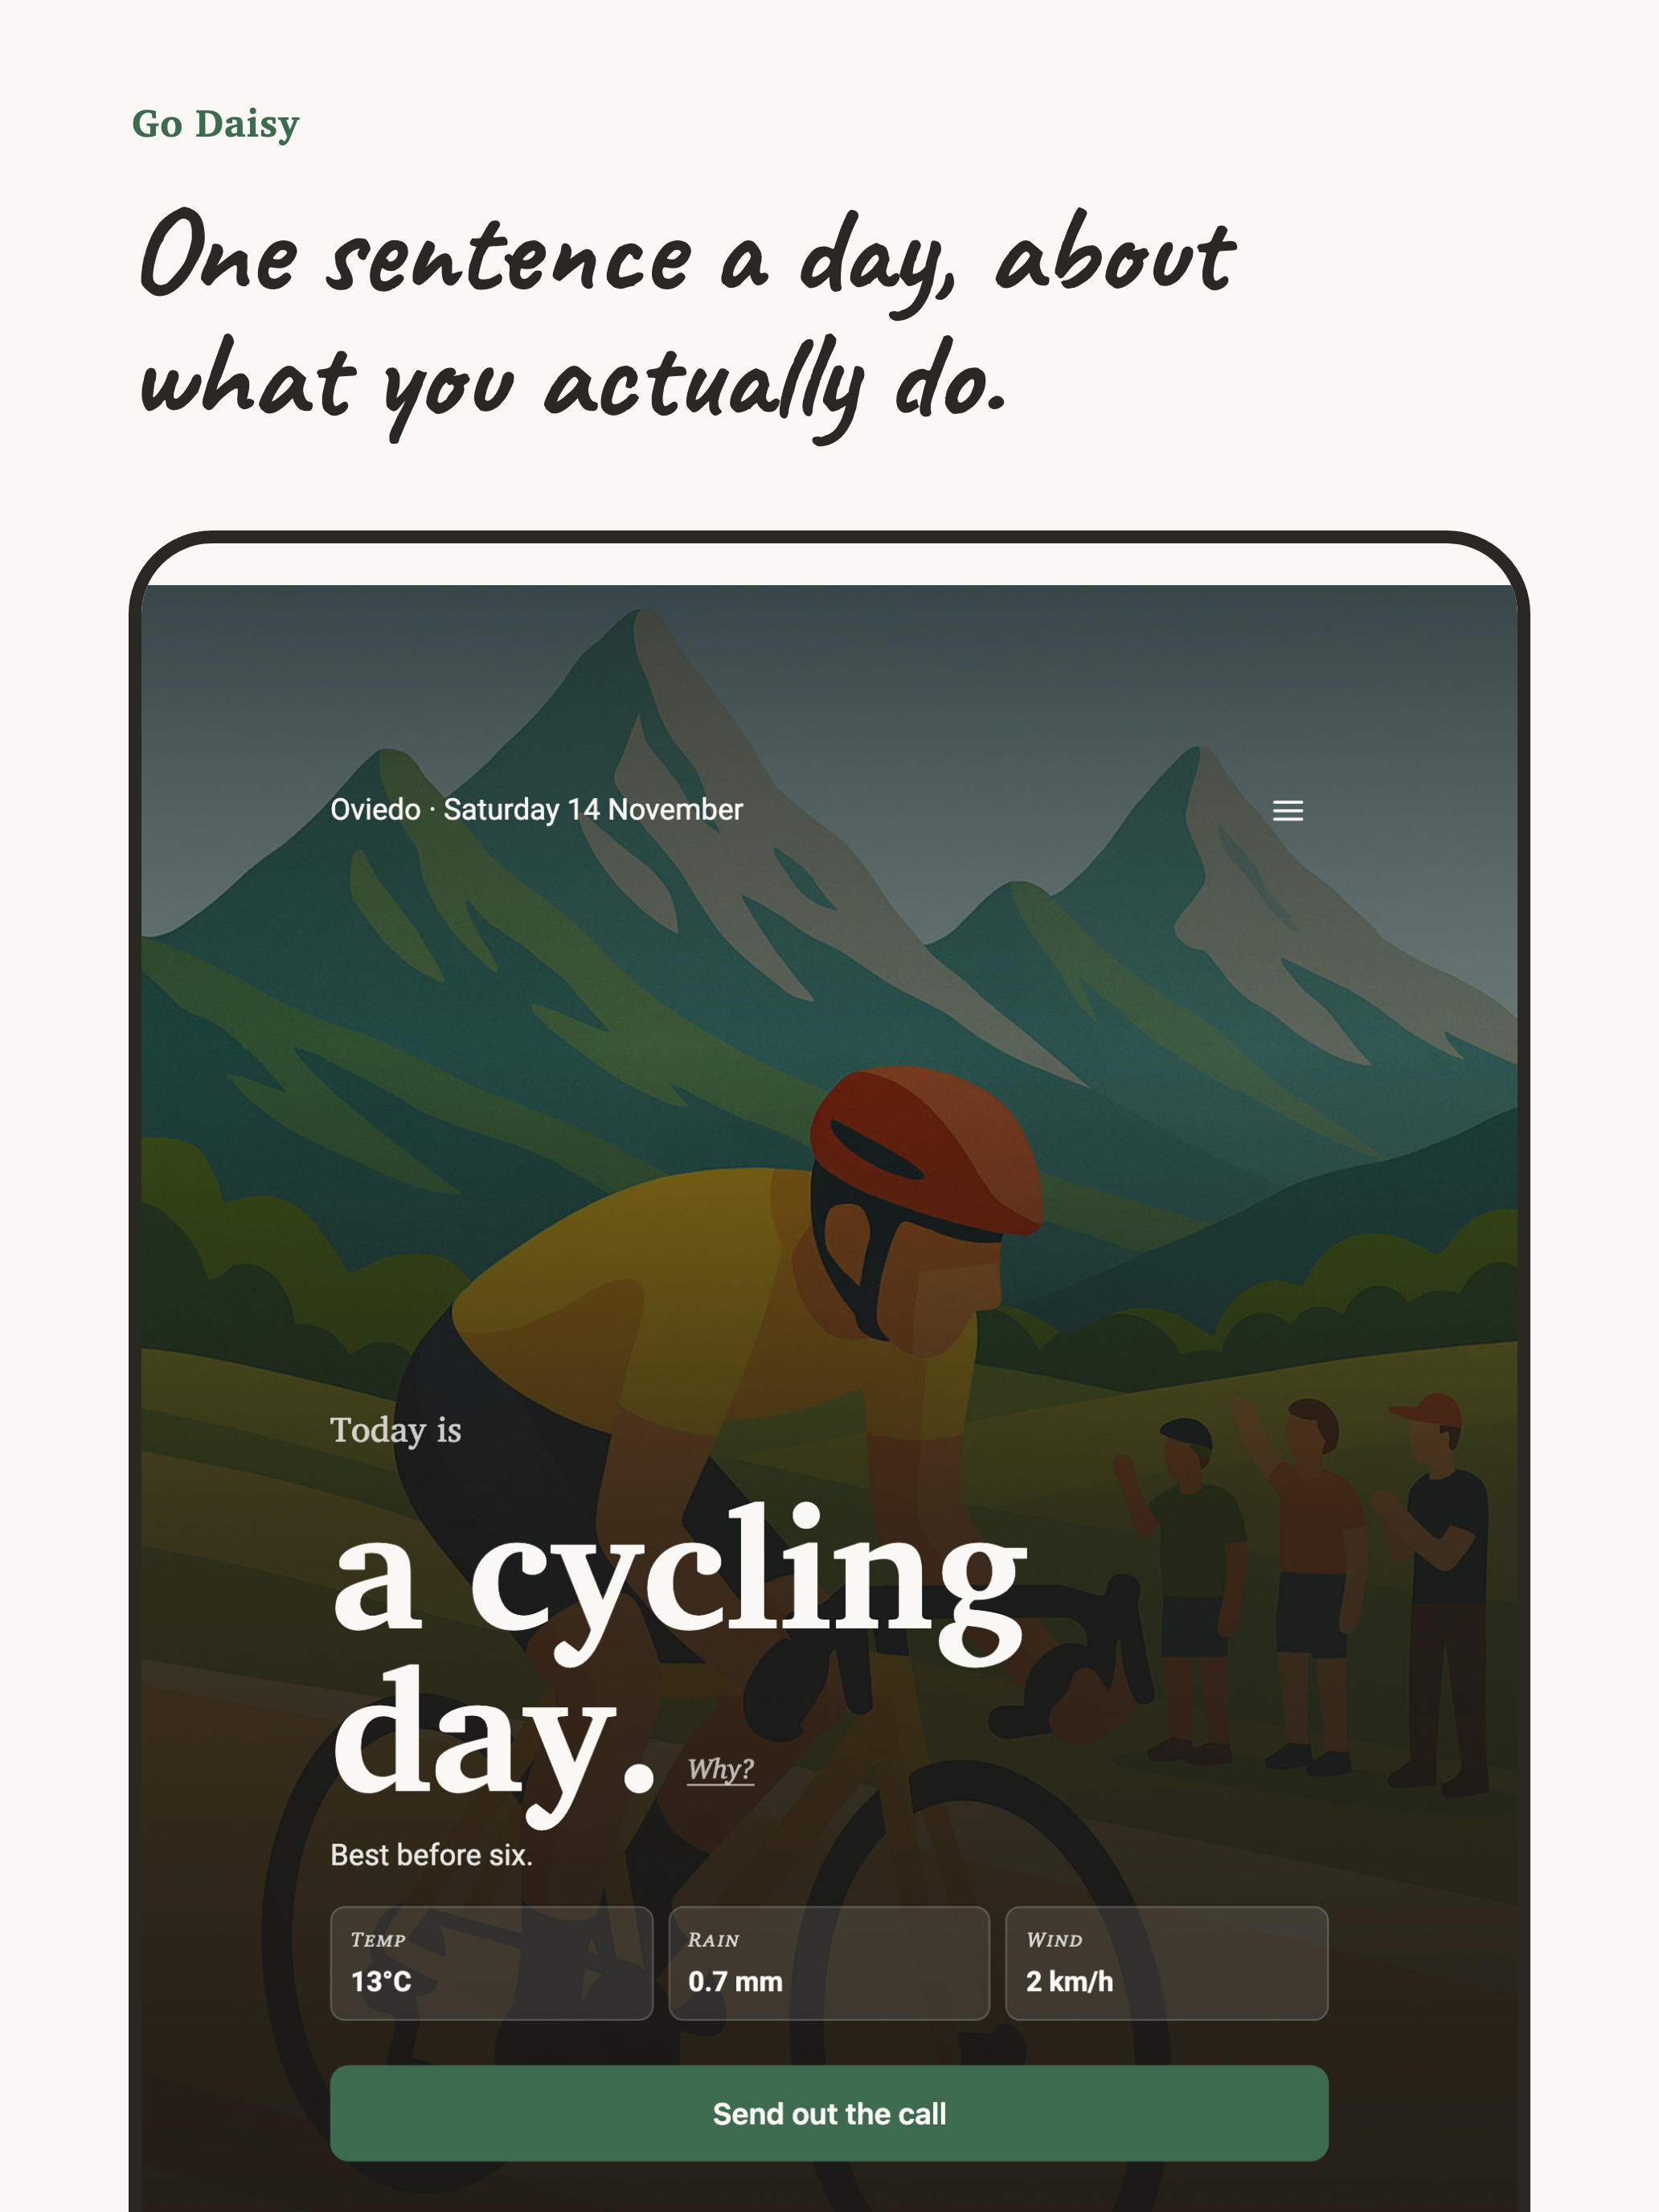 Go Daisy
One sentence a day, about
what you actually do.
Oviedo · Saturday 14 November
Today is
a cycling
day. Why?
Best before six.
Temp Rain Wind
13°C 0.7 mm 2 km/h
Send out the call